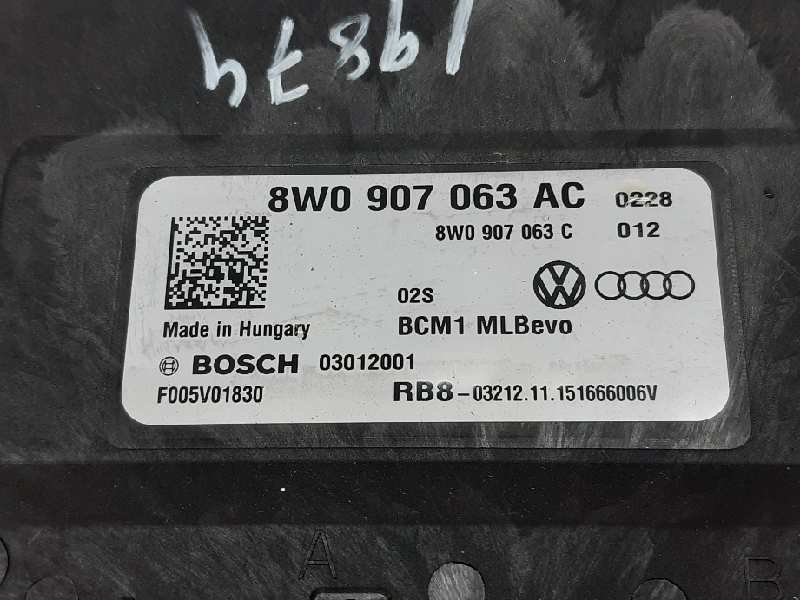 19874
8W0 907 063 AC 0228
8W0 907 063 C 012
02S
Made in Hungary BCM1 MLBevo
BOSCH 03012001
F005V01830 RB8-03212.11.151666006V
A
B